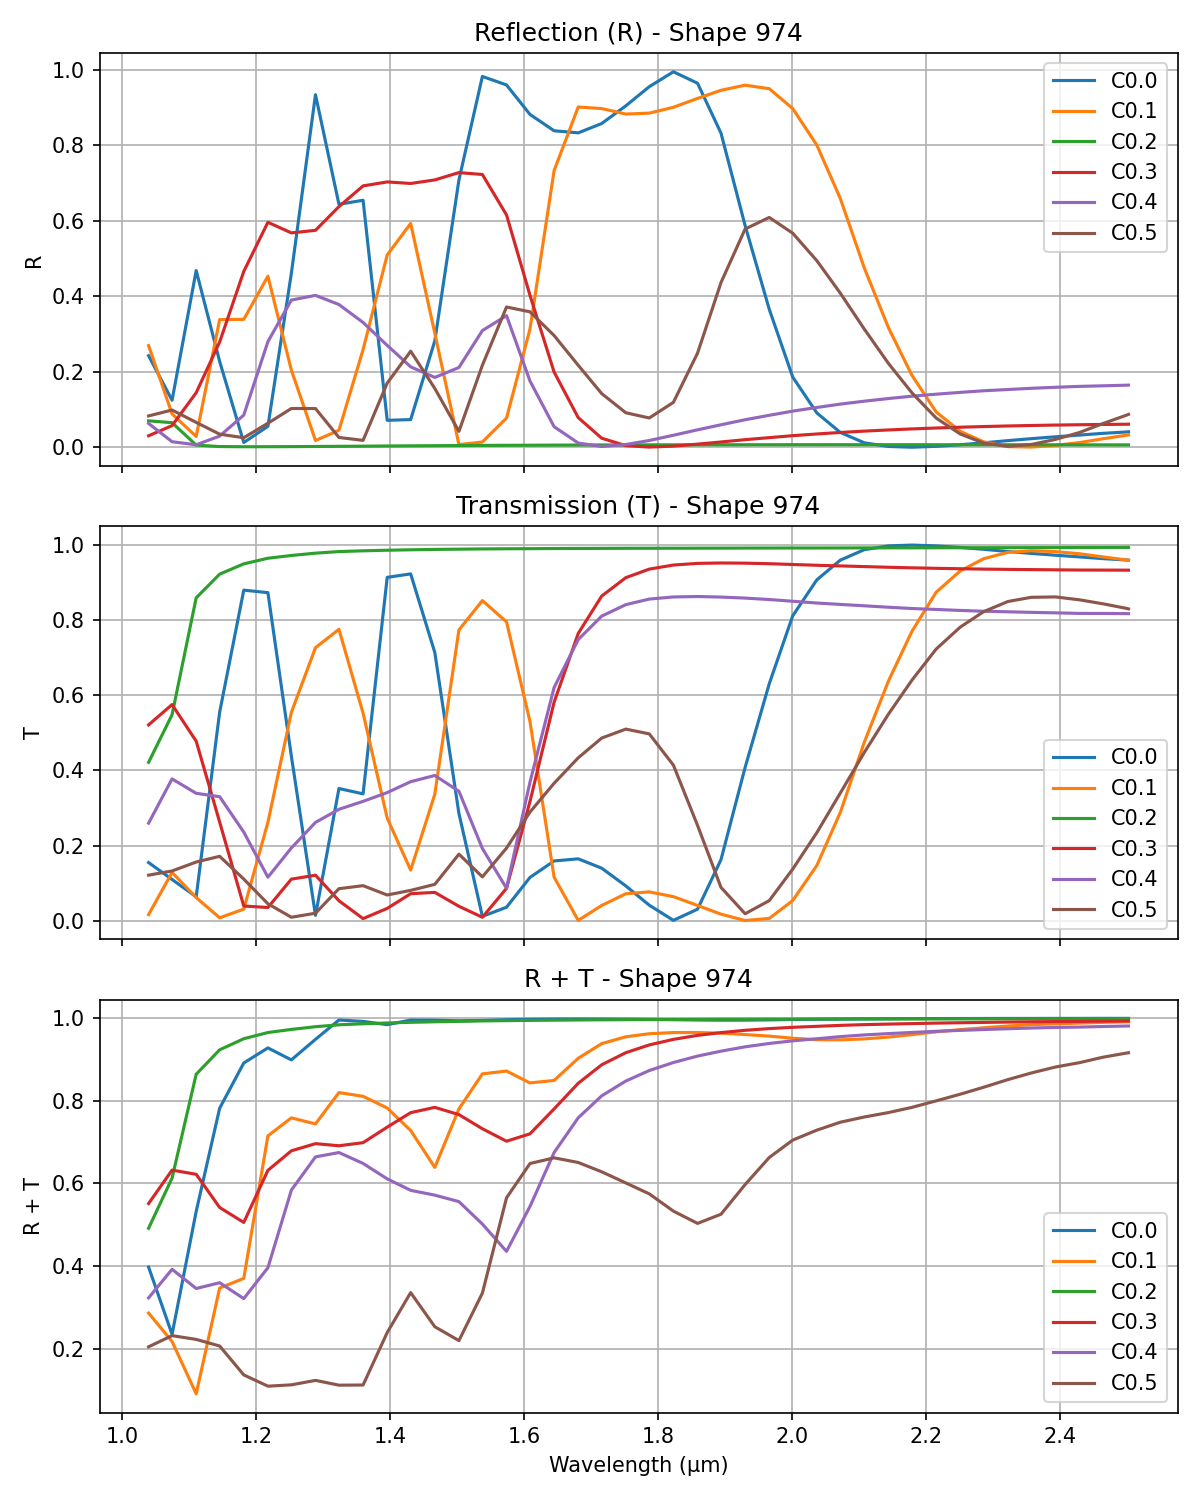 Reflection (R) - Shape 974
1.0
0.8
0.6
0.4
0.2
0.0
R
C0.0
C0.1
C0.2
C0.3
C0.4
C0.5
Transmission (T) - Shape 974
1.0
0.8
0.6
0.4
0.2
0.0
T
C0.0
C0.1
C0.2
C0.3
C0.4
C0.5
R + T - Shape 974
1.0
0.8
0.6
0.4
0.2
R + T
C0.0
C0.1
C0.2
C0.3
C0.4
C0.5
1.0 1.2 1.4 1.6 1.8 2.0 2.2 2.4
Wavelength (μm)